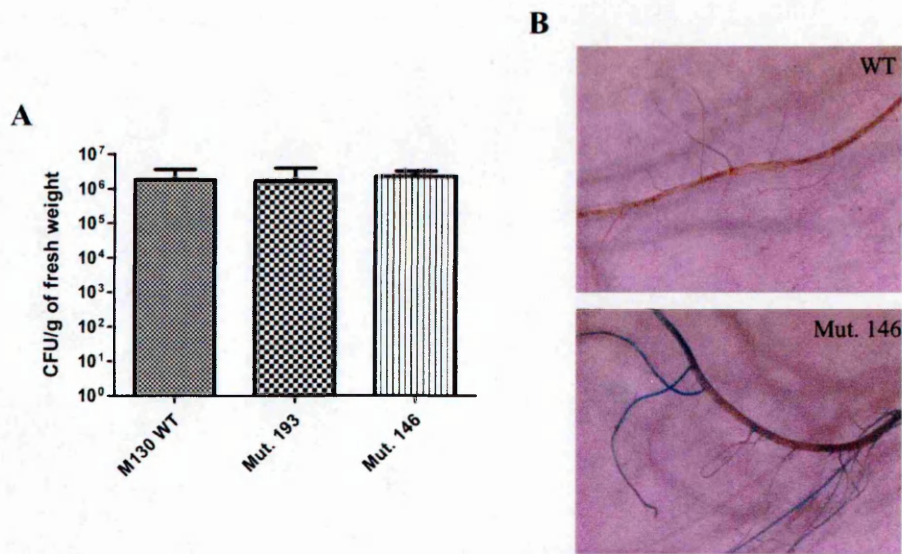 A
CFU/g of fresh weight
10⁷
10⁶
10⁵
10⁴
10³
10²
10¹
10⁰
M130 WT
Mut. 193
Mut. 146
B
WT
Mut. 146